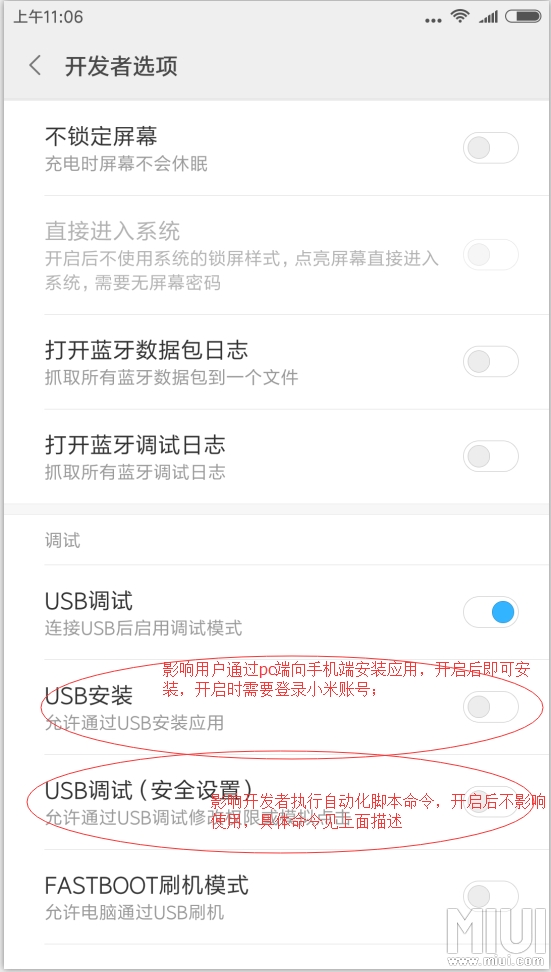 上午11:06
开发者选项
不锁定屏幕
充电时屏幕不会休眠
直接进入系统
开启后不使用系统的锁屏样式，点亮屏幕直接进入
系统，需要无屏幕密码
打开蓝牙数据包日志
抓取所有蓝牙数据包到一个文件
打开蓝牙调试日志
抓取所有蓝牙调试日志
调试
USB调试
连接USB后启用调试模式
影响用户通过pc端向手机端安装应用，开启后即可安
装，开启时需要登录小米账号；
USB安装
允许通过USB安装应用
USB调试（安全设置）
影响开发者执行自动化脚本命令，开启后不影响
允许通过USB调试修改权限或模拟点击
使用，具体命令见上面描述
FASTBOOT刷机模式
允许电脑通过USB刷机
MIUI
www.miui.com